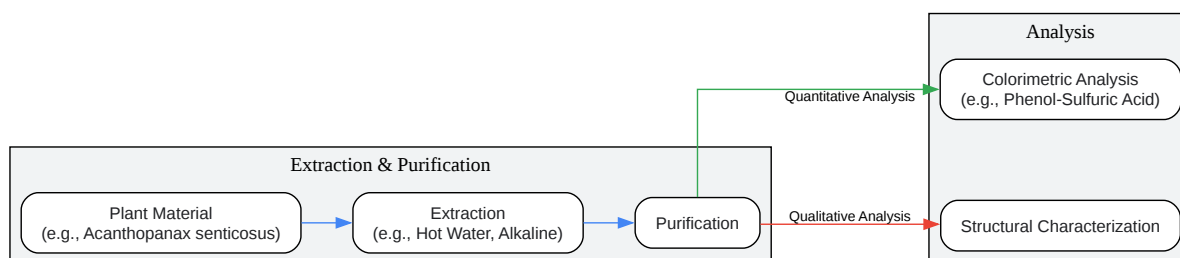 Analysis
Colorimetric Analysis
(e.g., Phenol-Sulfuric Acid)
Quantitative Analysis
Extraction & Purification
Plant Material
(e.g., Acanthopanax senticosus)
Extraction
(e.g., Hot Water, Alkaline)
Purification
Qualitative Analysis
Structural Characterization